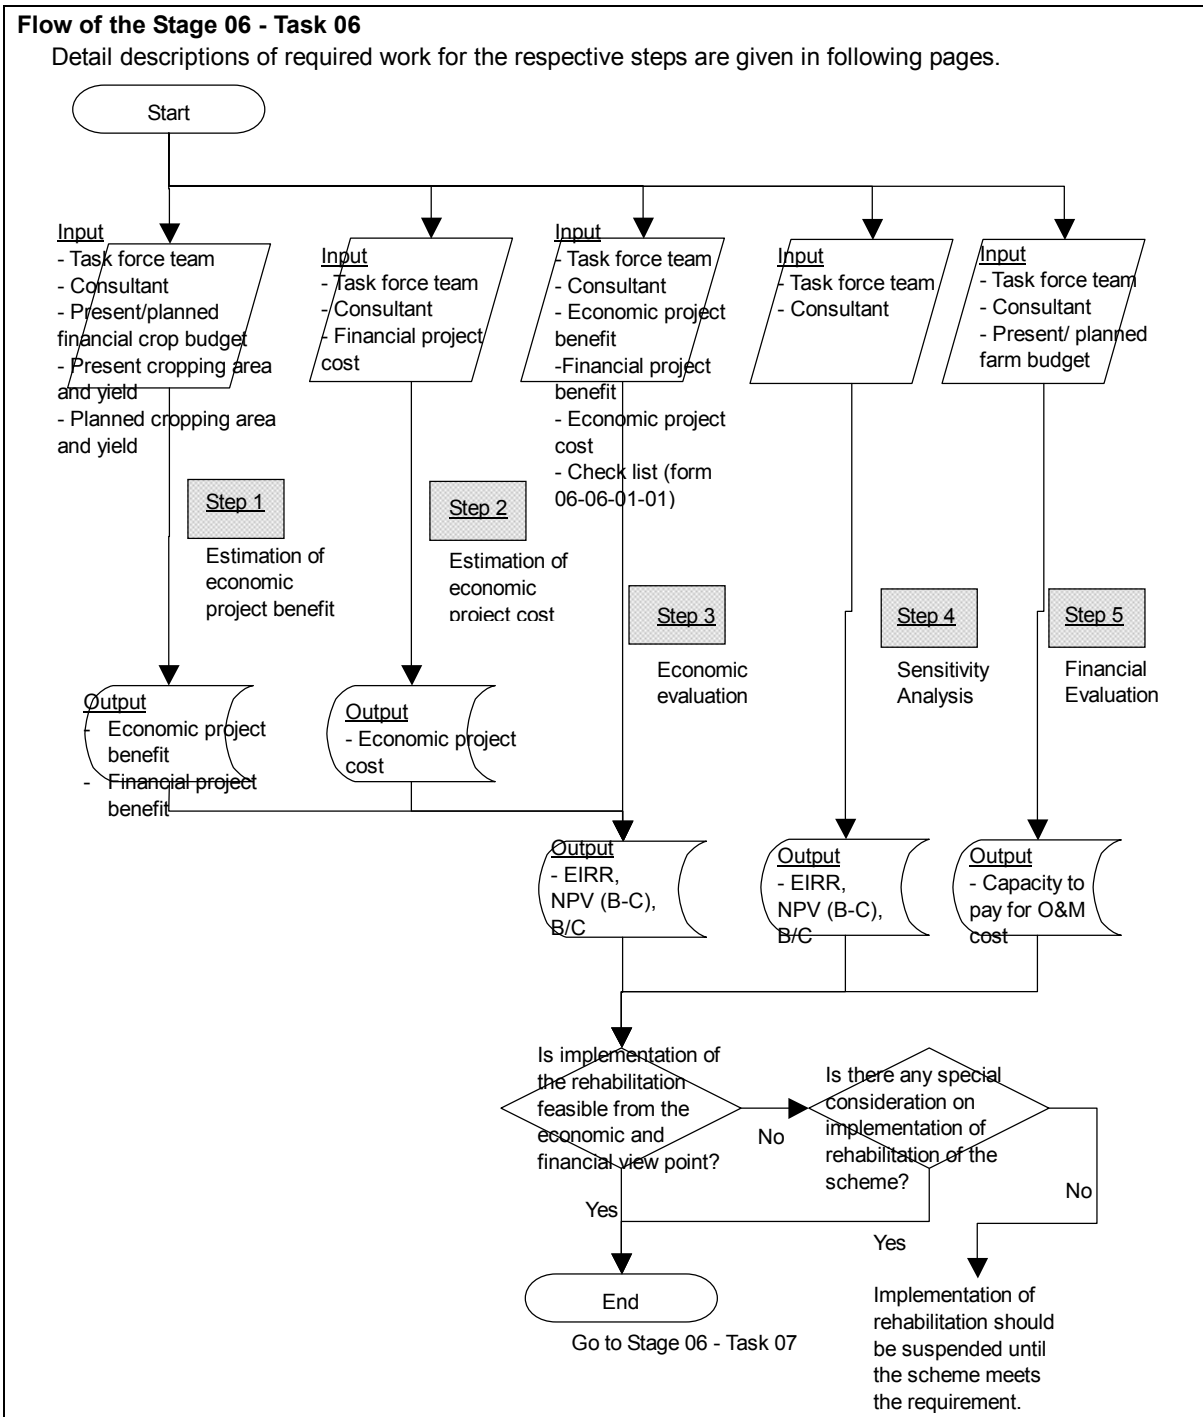 Flow of the Stage 06 - Task 06
Detail descriptions of required work for the respective steps are given in following pages.
Start
Input
- Task force team
- Consultant
- Present/planned
financial crop budget
- Present cropping area
and yield
- Planned cropping area
and yield
Input
- Task force team
- Consultant
- Financial project
cost
Input
- Task force team
- Consultant
- Economic project
benefit
-Financial project
benefit
- Economic project
cost
- Check list (form
06-06-01-01)
Input
- Task force team
- Consultant
Input
- Task force team
- Consultant
- Present/ planned
farm budget
Step 1
Estimation of
economic
project benefit
Step 2
Estimation of
economic
project cost
Step 3
Economic
evaluation
Step 4
Sensitivity
Analysis
Step 5
Financial
Evaluation
Output
- Economic project
benefit
- Financial project
benefit
Output
- Economic project
cost
Output
- EIRR,
NPV (B-C),
B/C
Output
- EIRR,
NPV (B-C),
B/C
Output
- Capacity to
pay for O&M
cost
Is implementation of
the rehabilitation
feasible from the
economic and
financial view point?
No
Is there any special
consideration on
implementation of
rehabilitation of the
scheme?
No
Yes
Yes
End
Go to Stage 06 - Task 07
Implementation of
rehabilitation should
be suspended until
the scheme meets
the requirement.